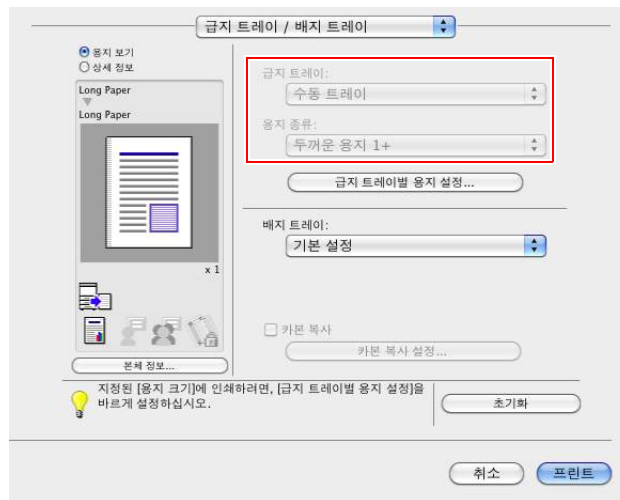 급지 트레이 / 배지 트레이
용지 보기
상세 정보
Long Paper
Long Paper
x 1
본체 정보...
급지 트레이:
수동 트레이
용지 종류:
두꺼운 용지 1+
급지 트레이별 용지 설정...
배지 트레이:
기본 설정
카본 복사
카본 복사 설정...
지정된 [용지 크기]에 인쇄하려면, [급지 트레이별 용지 설정]을
바르게 설정하십시오.
초기화
취소
프린트